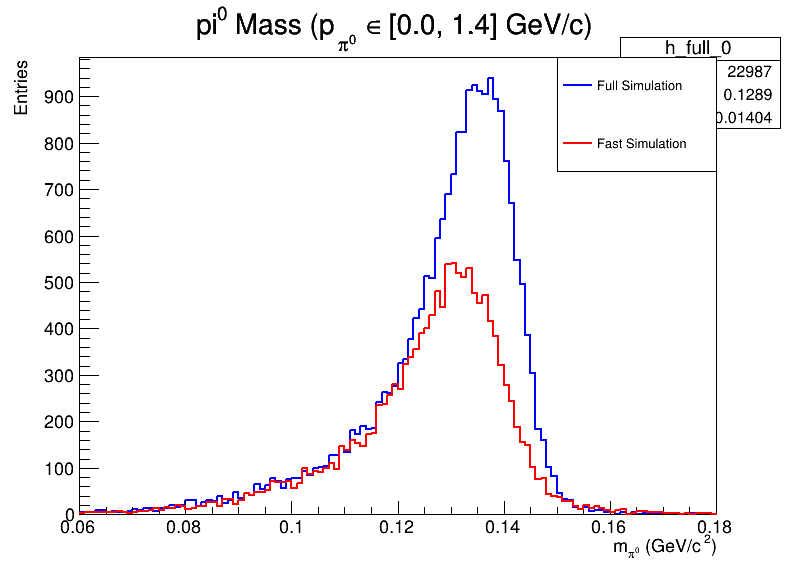 pi⁰ Mass (p_π⁰ ∈ [0.0, 1.4] GeV/c)
h_full_0
22987
0.1289
0.01404
Full Simulation
Fast Simulation
Entries
900
800
700
600
500
400
300
200
100
0
0.06 0.08 0.1 0.12 0.14 0.16 0.18
m_π⁰ (GeV/c²)